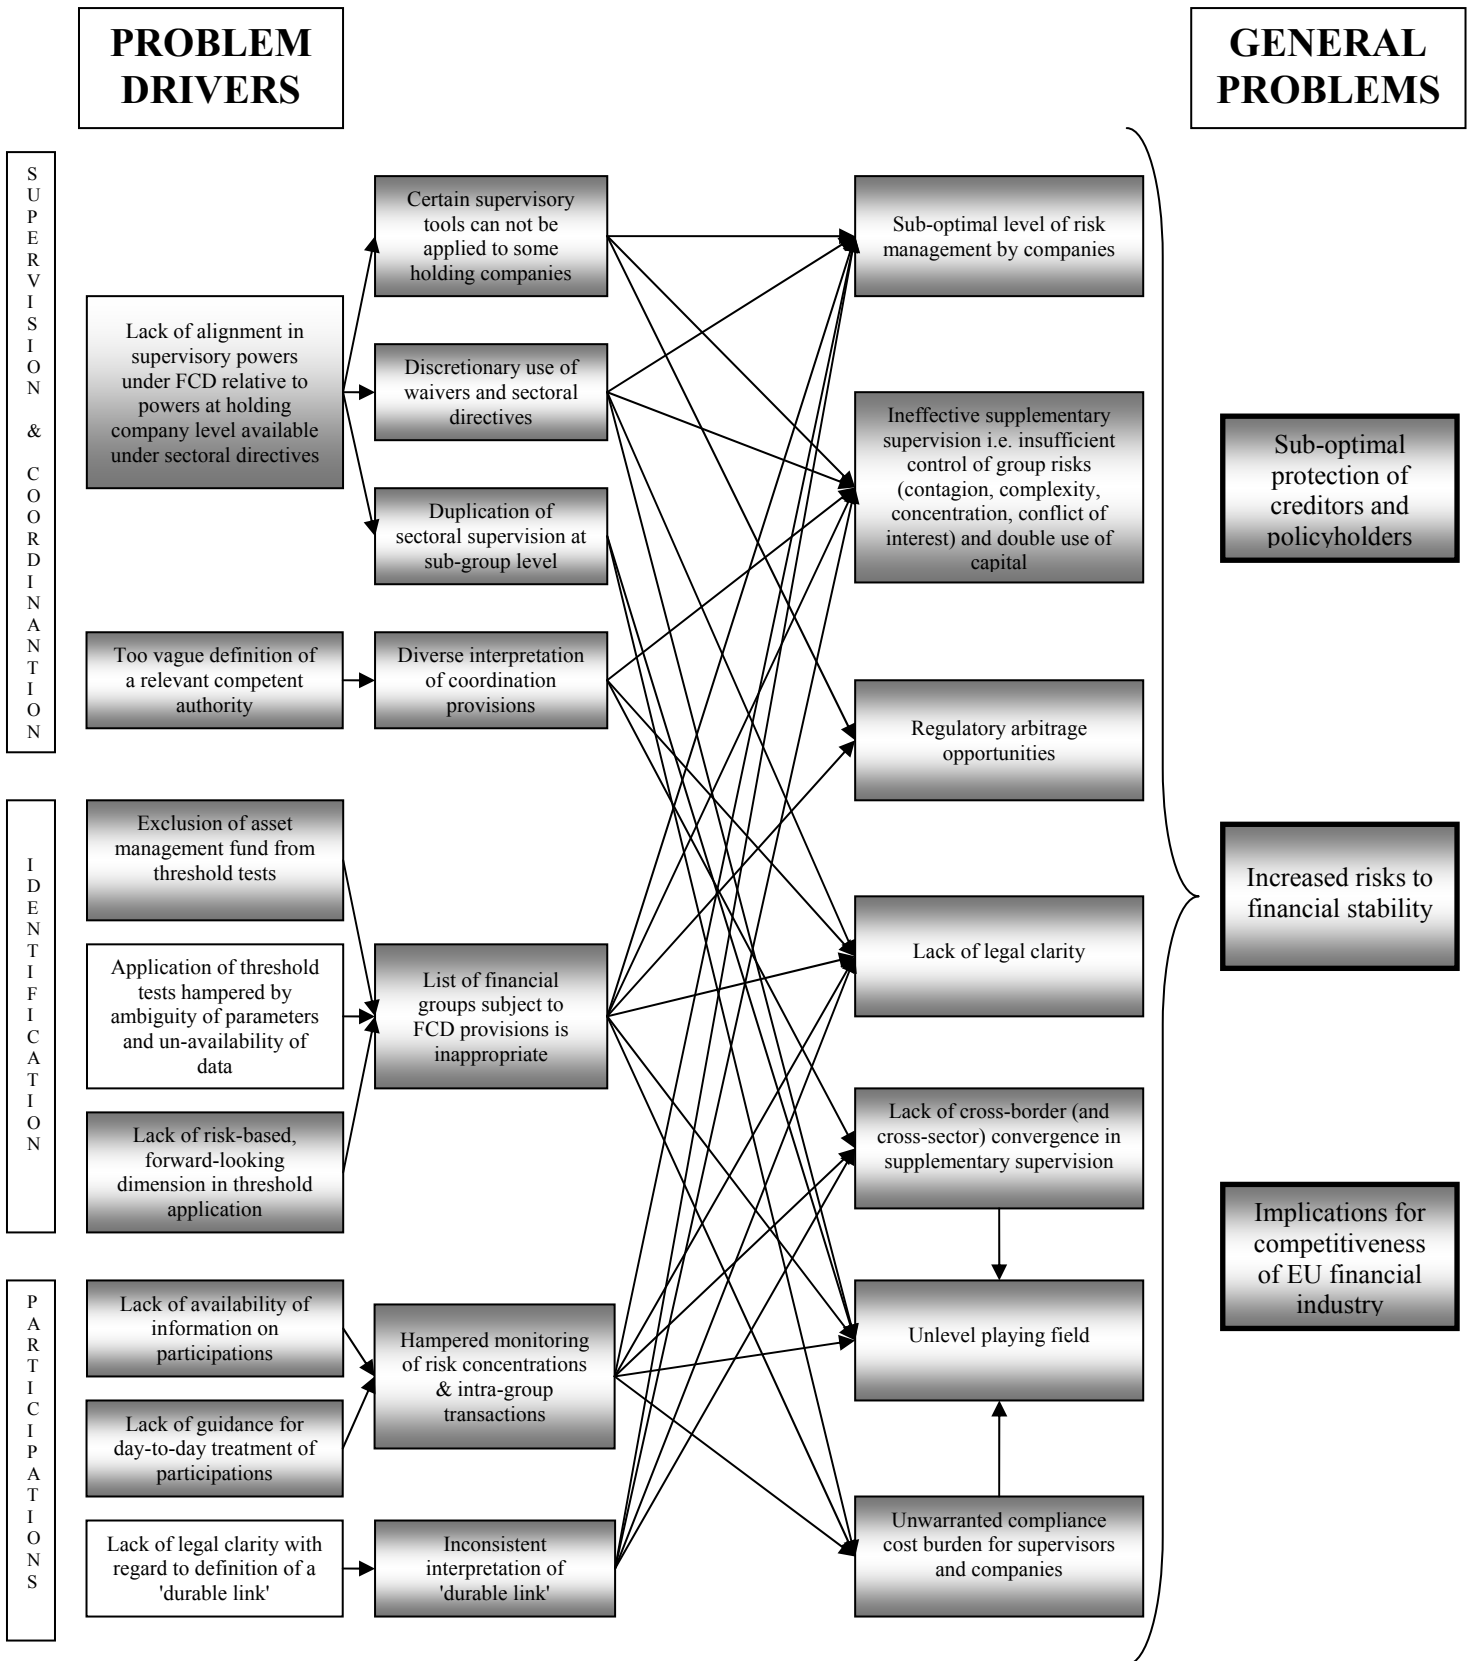 PROBLEM
DRIVERS
GENERAL
PROBLEMS
SUPERVISION & COORDINANTION
Certain supervisory
tools can not be
applied to some
holding companies
Sub-optimal level of risk
management by companies
Lack of alignment in
supervisory powers
under FCD relative to
powers at holding
company level available
under sectoral directives
Discretionary use of
waivers and sectoral
directives
Ineffective supplementary
supervision i.e. insufficient
control of group risks
(contagion, complexity,
concentration, conflict of
interest) and double use of
capital
Sub-optimal
protection of
creditors and
policyholders
Duplication of
sectoral supervision at
sub-group level
Too vague definition of
a relevant competent
authority
Diverse interpretation
of coordination
provisions
Regulatory arbitrage
opportunities
IDENTIFICATION
Exclusion of asset
management fund from
threshold tests
Application of threshold
tests hampered by
ambiguity of parameters
and un-availability of
data
List of financial
groups subject to
FCD provisions is
inappropriate
Lack of legal clarity
Increased risks to
financial stability
Lack of risk-based,
forward-looking
dimension in threshold
application
Lack of cross-border (and
cross-sector) convergence in
supplementary supervision
Implications for
competitiveness
of EU financial
industry
PARTICIPATIONS
Lack of availability of
information on
participations
Hampered monitoring
of risk concentrations
& intra-group
transactions
Unlevel playing field
Lack of guidance for
day-to-day treatment of
participations
Lack of legal clarity with
regard to definition of a
'durable link'
Inconsistent
interpretation of
'durable link'
Unwarranted compliance
cost burden for supervisors
and companies